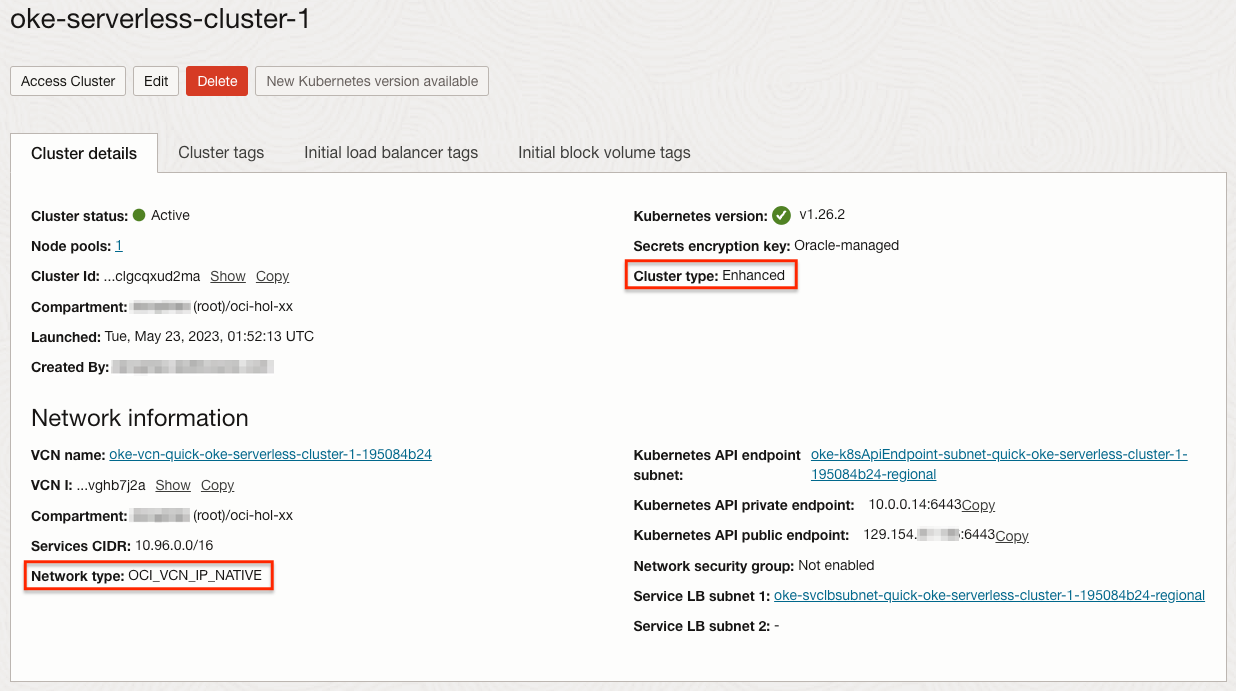 oke-serverless-cluster-1
Access Cluster Edit Delete New Kubernetes version available
Cluster details Cluster tags Initial load balancer tags Initial block volume tags
Cluster status: Active
Node pools: 1
Cluster Id: ...clgcqxud2ma Show Copy
Compartment: (root)/oci-hol-xx
Launched: Tue, May 23, 2023, 01:52:13 UTC
Created By:
Kubernetes version: v1.26.2
Secrets encryption key: Oracle-managed
Cluster type: Enhanced
Network information
VCN name: oke-vcn-quick-oke-serverless-cluster-1-195084b24
VCN I: ...vghb7j2a Show Copy
Compartment: (root)/oci-hol-xx
Services CIDR: 10.96.0.0/16
Network type: OCI_VCN_IP_NATIVE
Kubernetes API endpoint oke-k8sApiEndpoint-subnet-quick-oke-serverless-cluster-1-
subnet: 195084b24-regional
Kubernetes API private endpoint: 10.0.0.14:6443Copy
Kubernetes API public endpoint: 129.154. :6443Copy
Network security group: Not enabled
Service LB subnet 1: oke-svclbsubnet-quick-oke-serverless-cluster-1-195084b24-regional
Service LB subnet 2: -